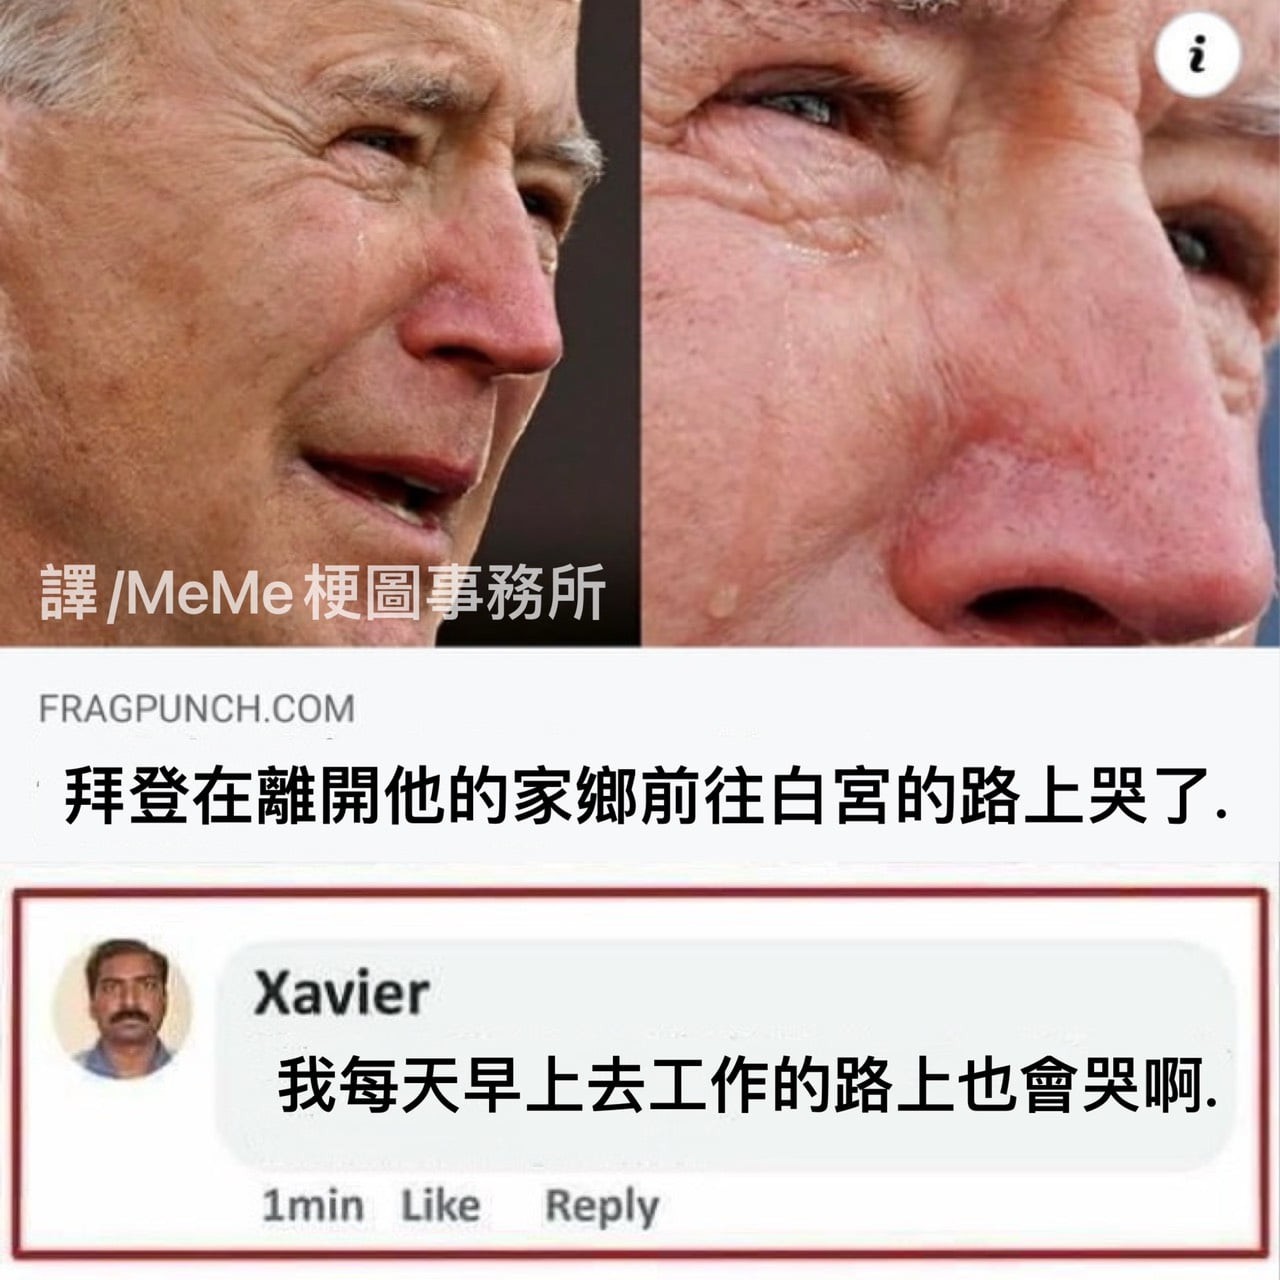 i
譯/MeMe梗圖事務所
FRAGPUNCH.COM
拜登在離開他的家鄉前往白宮的路上哭了.
Xavier
我每天早上去工作的路上也會哭啊.
1min Like Reply